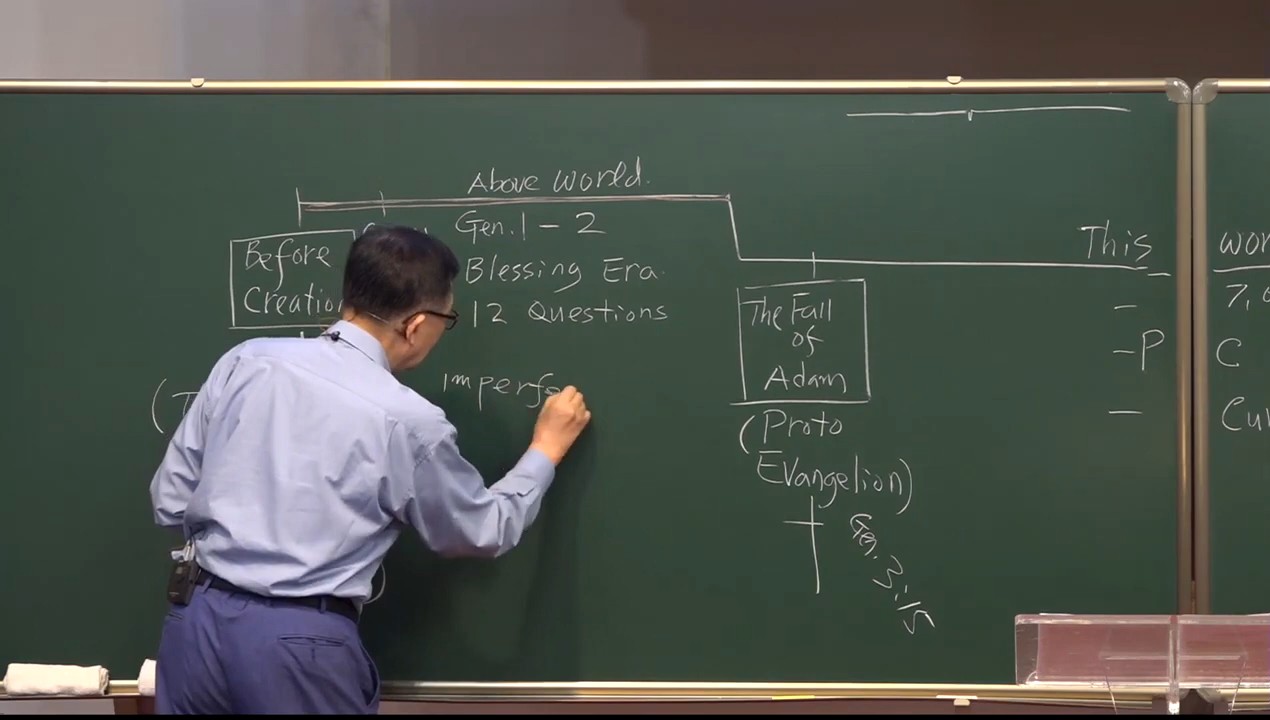 Above World.
Gen. 1 - 2
Blessing Era.
12 Questions
Before
Creation
imperfe
The Fall
of
Adam
(Proto
Evangelion)
Gen. 3:15
This
-
- P
-
7,
C